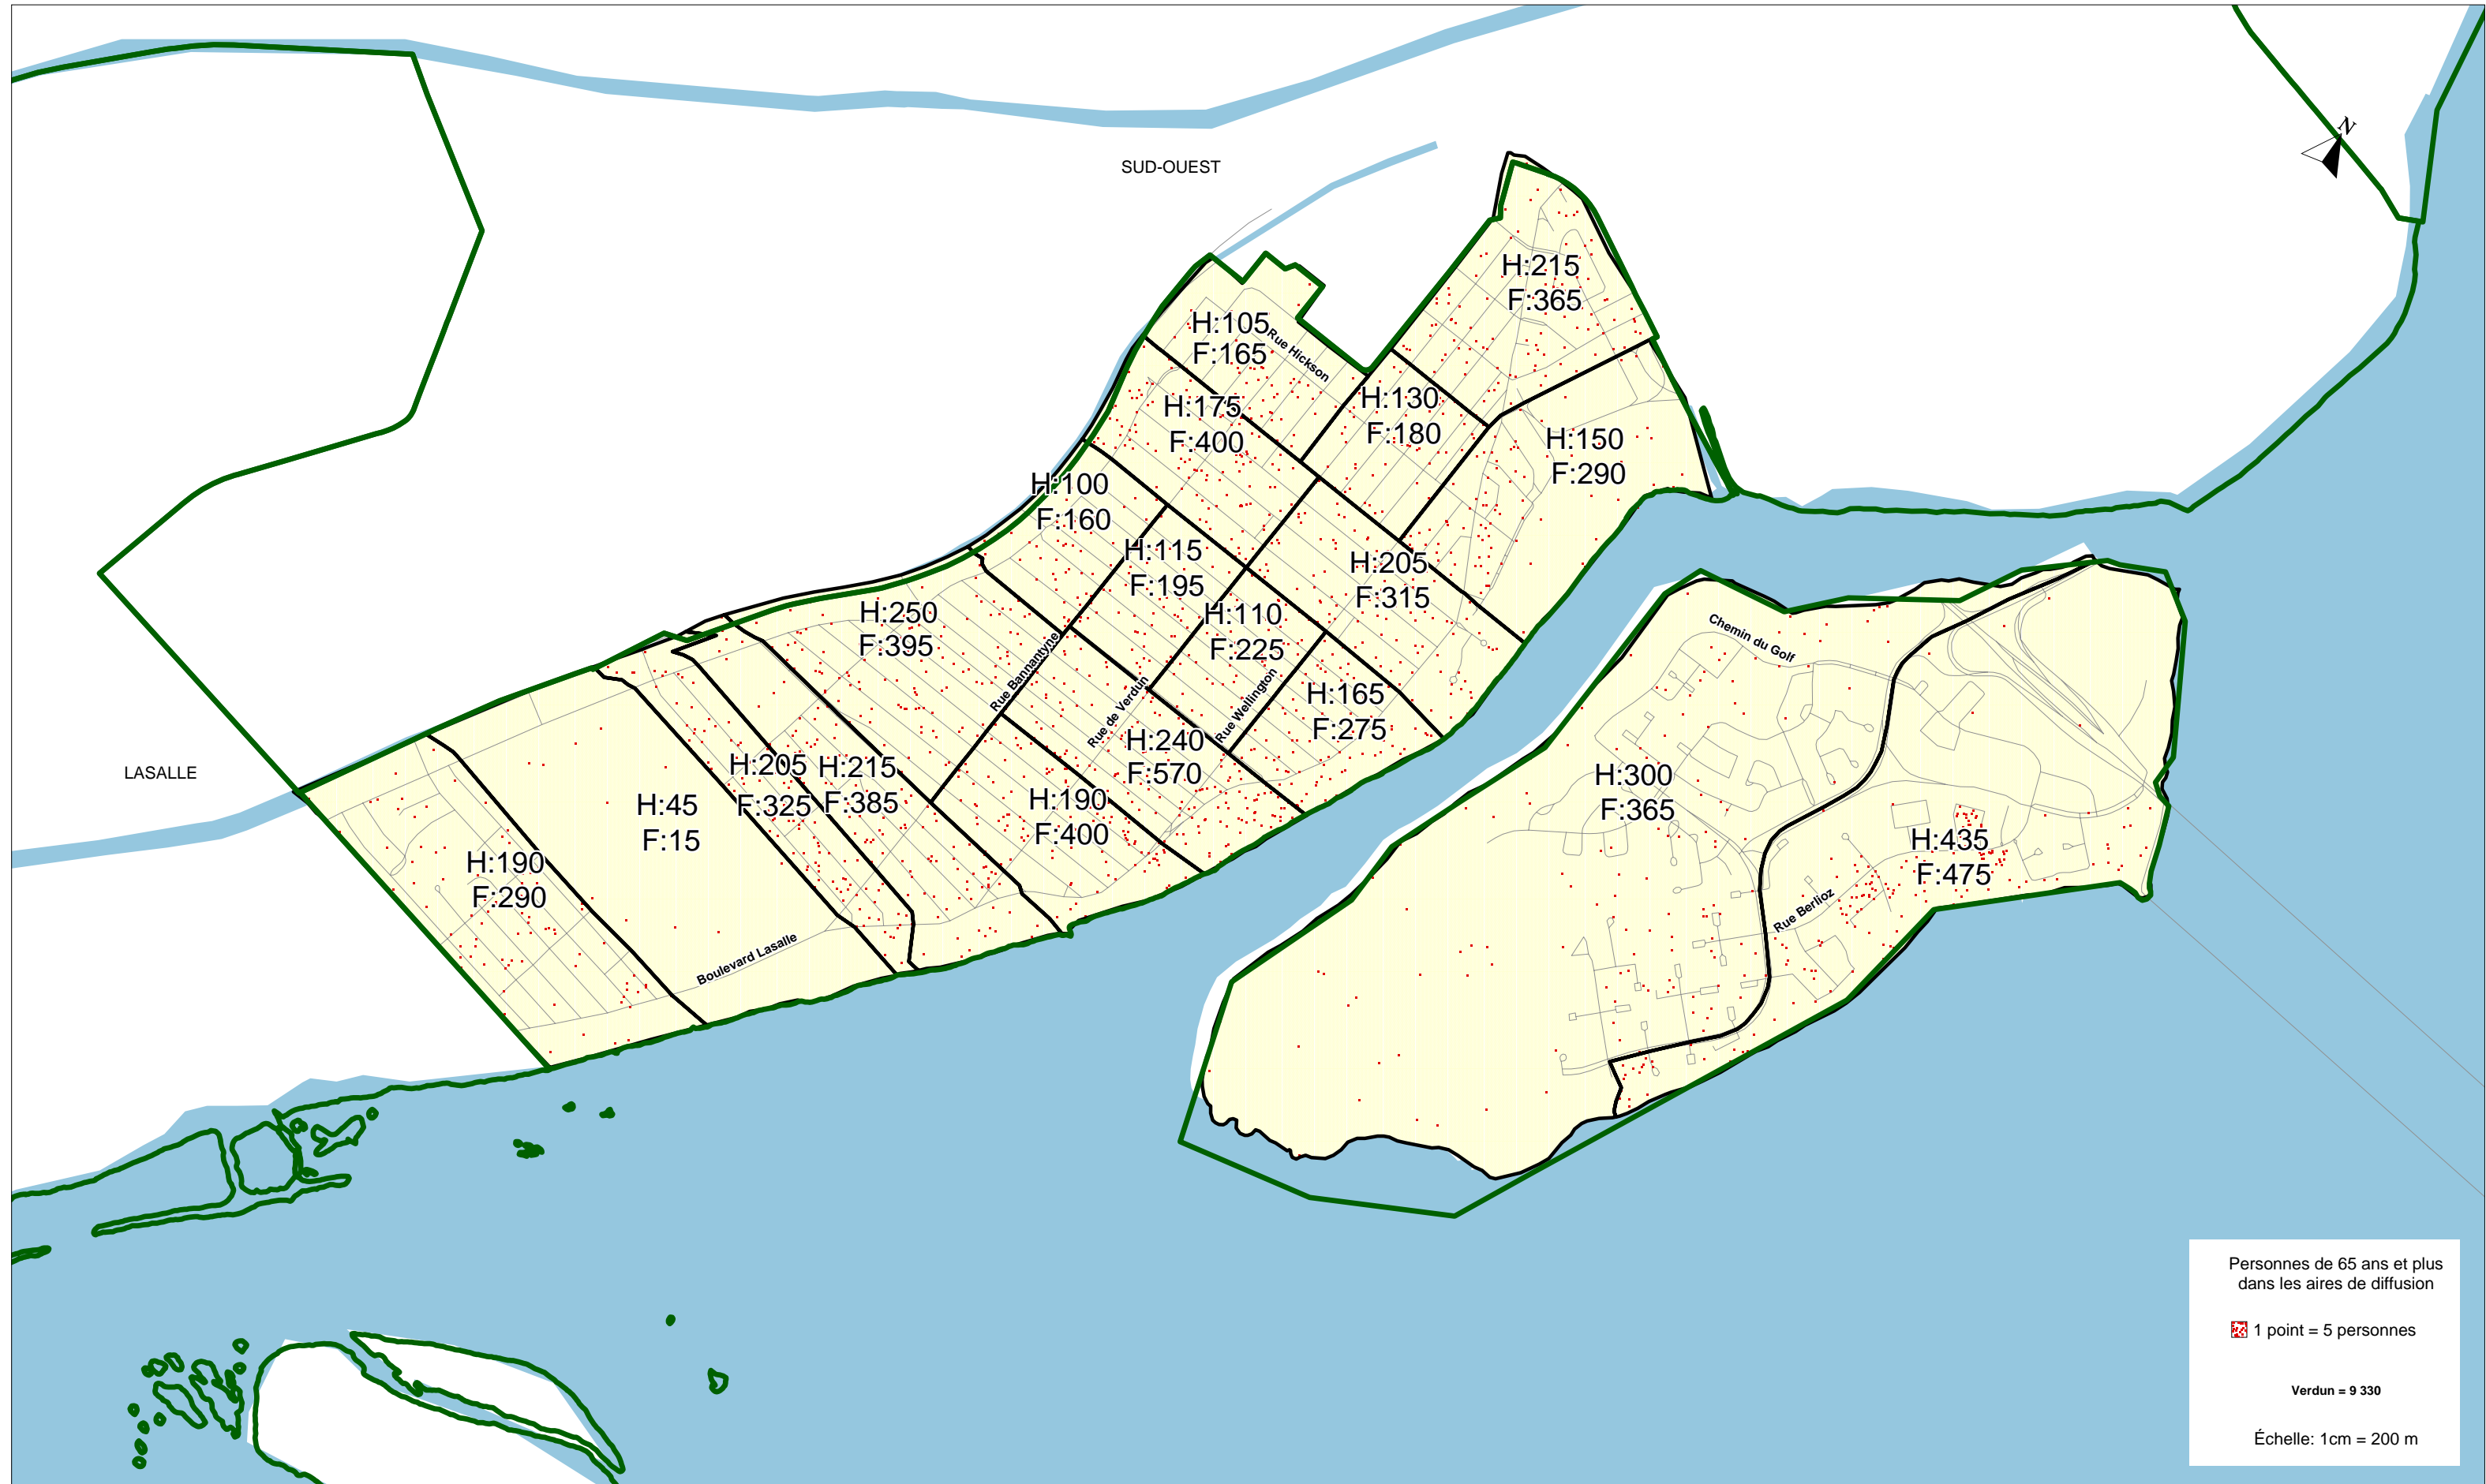 N
SUD-OUEST
H:215
F:365
H:105
F:165
Rue Hickson
H:175
F:400
H:130
F:180
H:150
F:290
H:100
F:160
H:115
F:195
H:205
F:315
H:250
F:395
H:110
F:225
Rue Bannantyne
Rue de Verdun
Rue Wellington
H:165
F:275
Chemin du Golf
LASALLE
H:240
F:570
H:205
F:325
H:215
F:385
H:45
F:15
H:190
F:400
H:300
F:365
H:435
F:475
H:190
F:290
Rue Berlioz
Boulevard Lasalle
Personnes de 65 ans et plus
dans les aires de diffusion
1 point = 5 personnes
Verdun = 9 330
Échelle: 1cm = 200 m